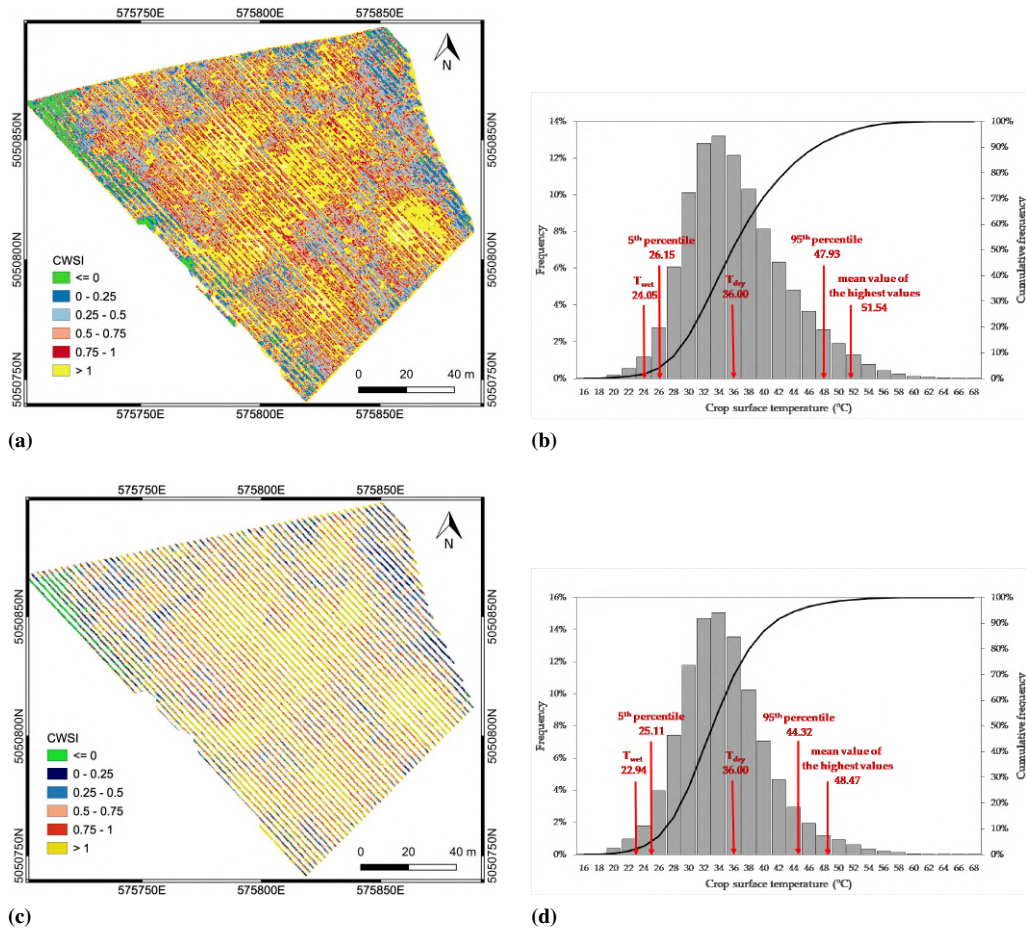 575750E 575800E 575850E
5050850N
5050800N
5050750N
N
CWSI
<= 0
0 - 0.25
0.25 - 0.5
0.5 - 0.75
0.75 - 1
> 1
0 20 40 m
5050850N
5050800N
5050750N
575750E 575800E 575850E
(a)
14%
12%
10%
8%
6%
4%
2%
0%
Frequency
5th percentile
26.15
Twet
24.05
Tdry
36.00
95th percentile
47.93
mean value of
the highest values
51.54
100%
90%
80%
70%
60%
50%
40%
30%
20%
10%
0%
Cumulative frequency
16 18 20 22 24 26 28 30 32 34 36 38 40 42 44 46 48 50 52 54 56 58 60 62 64 66 68
Crop surface temperature (°C)
(b)
575750E 575800E 575850E
5050850N
5050800N
5050750N
N
CWSI
<= 0
0 - 0.25
0.25 - 0.5
0.5 - 0.75
0.75 - 1
> 1
0 20 40 m
5050850N
5050800N
5050750N
575750E 575800E 575850E
(c)
16%
14%
12%
10%
8%
6%
4%
2%
0%
Frequency
5th percentile
25.11
Twet
22.94
Tdry
36.00
95th percentile
44.32
mean value of
the highest values
48.47
100%
90%
80%
70%
60%
50%
40%
30%
20%
10%
0%
Cumulative frequency
16 18 20 22 24 26 28 30 32 34 36 38 40 42 44 46 48 50 52 54 56 58 60 62 64 66 68
Crop surface temperature (°C)
(d)